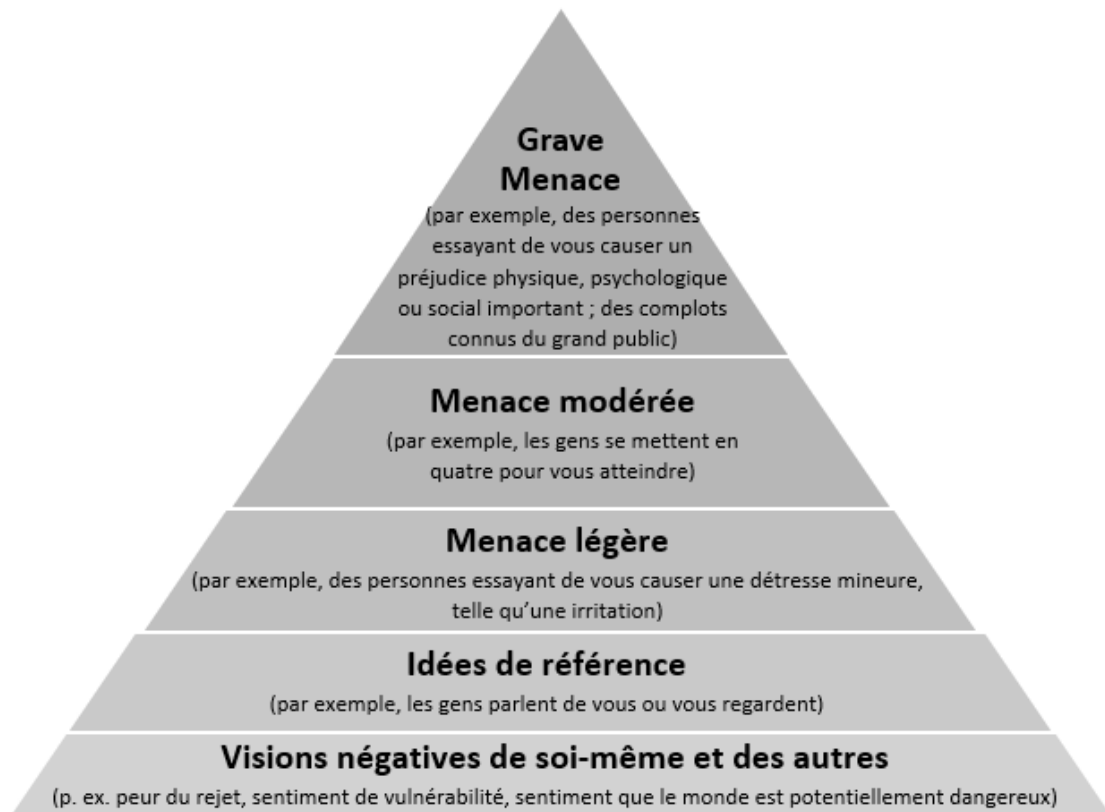 Grave
Menace
(par exemple, des personnes
essayant de vous causer un
préjudice physique, psychologique
ou social important ; des complots
connus du grand public)
Menace modérée
(par exemple, les gens se mettent en
quatre pour vous atteindre)
Menace légère
(par exemple, des personnes essayant de vous causer une détresse mineure,
telle qu’une irritation)
Idées de référence
(par exemple, les gens parlent de vous ou vous regardent)
Visions négatives de soi-même et des autres
(p. ex. peur du rejet, sentiment de vulnérabilité, sentiment que le monde est potentiellement dangereux)